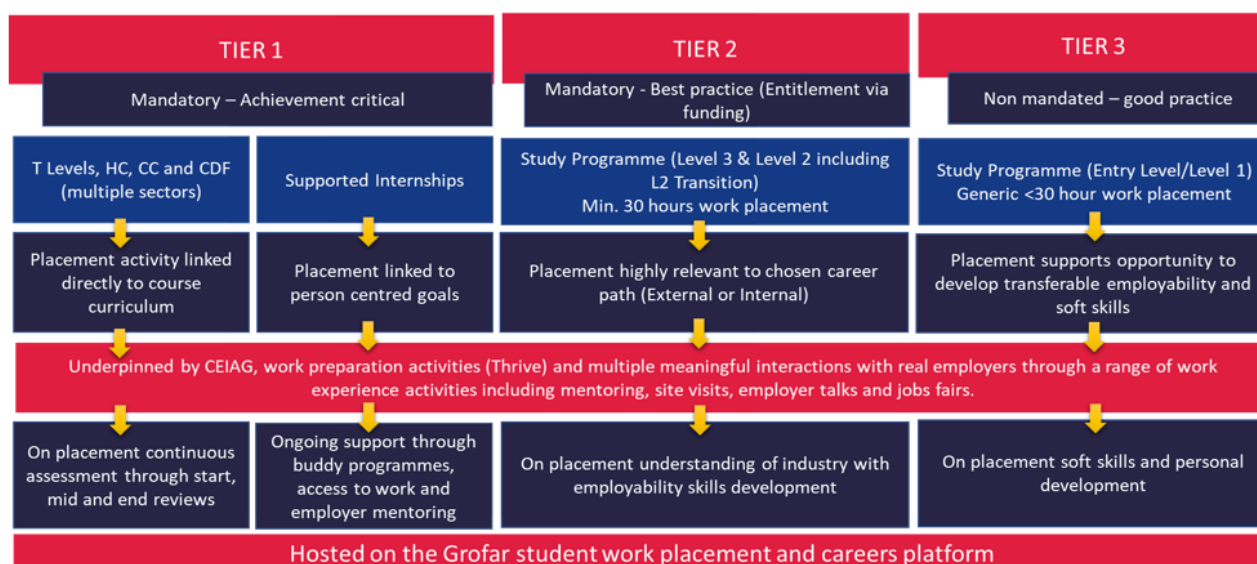 TIER 1
TIER 2
TIER 3
Mandatory – Achievement critical
Mandatory - Best practice (Entitlement via
funding)
Non mandated – good practice
T Levels, HC, CC and CDF
(multiple sectors)
Supported Internships
Study Programme (Level 3 & Level 2 including
L2 Transition)
Min. 30 hours work placement
Study Programme (Entry Level/Level 1)
Generic <30 hour work placement
Placement activity linked
directly to course
curriculum
Placement linked to
person centred goals
Placement highly relevant to chosen career
path (External or Internal)
Placement supports opportunity to
develop transferable employability and
soft skills
Underpinned by CEIAG, work preparation activities (Thrive) and multiple meaningful interactions with real employers through a range of work
experience activities including mentoring, site visits, employer talks and jobs fairs.
On placement continuous
assessment through start,
mid and end reviews
Ongoing support through
buddy programmes,
access to work and
employer mentoring
On placement understanding of industry with
employability skills development
On placement soft skills and personal
development
Hosted on the Grofar student work placement and careers platform